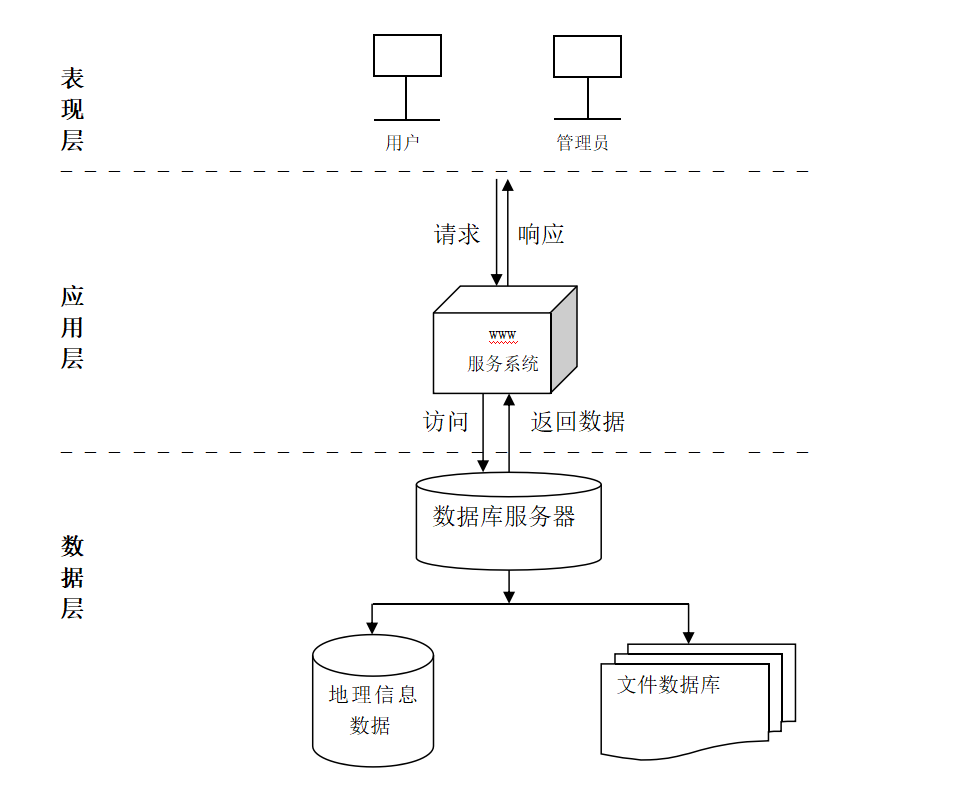 表现层
用户
管理员
请求
响应
应用层
www
服务系统
访问
返回数据
数据层
数据库服务器
地理信息
数据
文件数据库